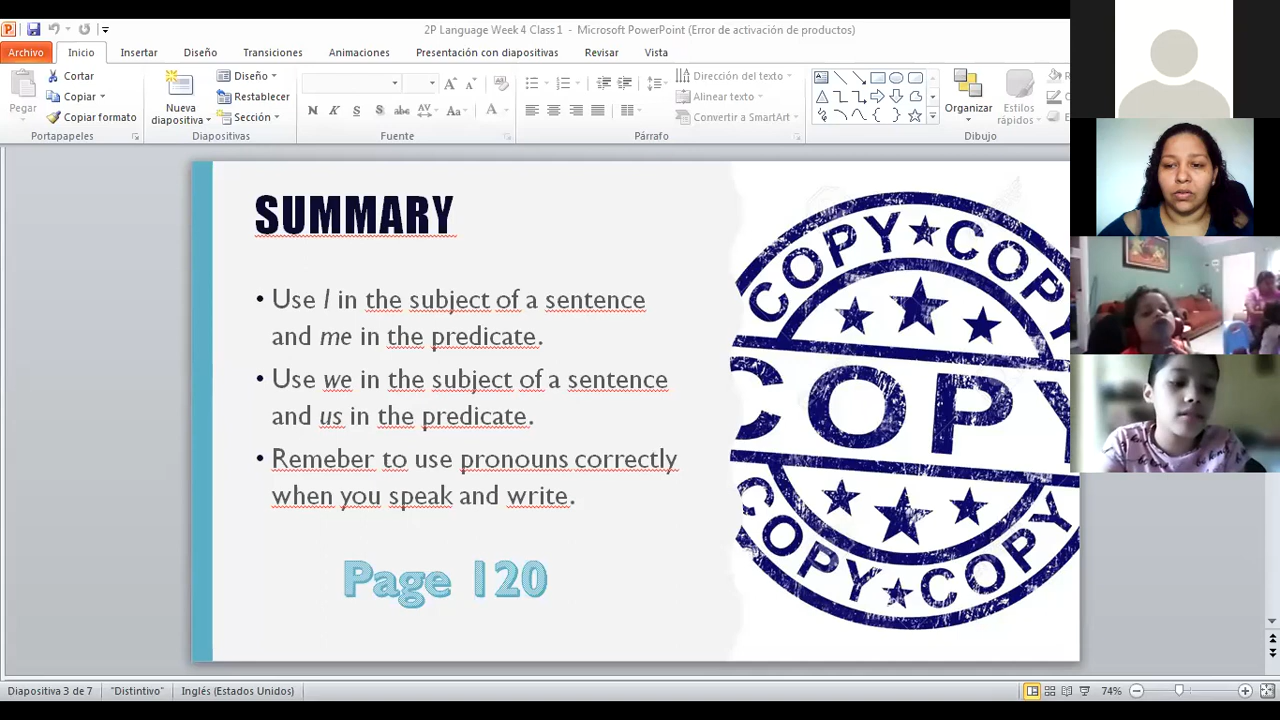 2P Language Week 4 Class 1 - Microsoft PowerPoint (Error de activación de productos)
Archivo Inicio Insertar Diseño Transiciones Animaciones Presentación con diapositivas Revisar Vista
Pegar
Cortar
Copiar
Copiar formato
Portapapeles
Nueva
diapositiva
Diseño
Restablecer
Sección
Diapositivas
N K S abc AV Aa A
Fuente
Dirección del texto
Alinear texto
Convertir a SmartArt
Párrafo
Organizar
Estilos
rápidos
Dibujo
SUMMARY
• Use I in the subject of a sentence
and me in the predicate.
• Use we in the subject of a sentence
and us in the predicate.
• Remeber to use pronouns correctly
when you speak and write.
Page 120
COPY ★ COPY
COPY
COPY ★ COPY
Diapositiva 3 de 7 "Distintivo" Inglés (Estados Unidos) 74%